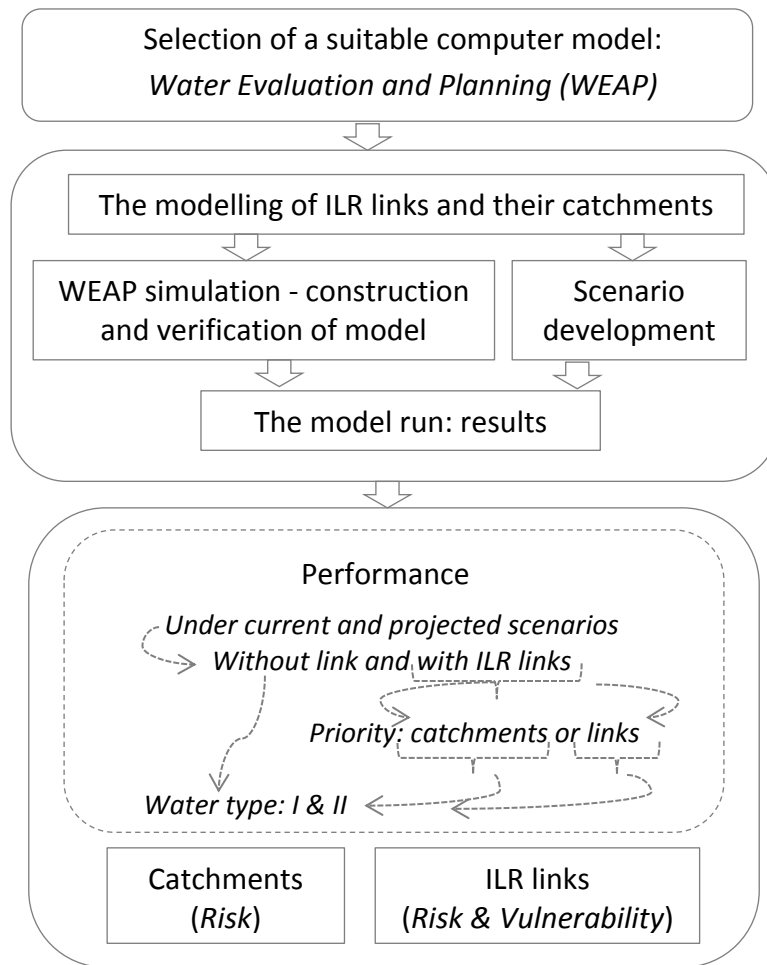 Selection of a suitable computer model:
Water Evaluation and Planning (WEAP)
The modelling of ILR links and their catchments
WEAP simulation - construction
and verification of model
Scenario
development
The model run: results
Performance
Under current and projected scenarios
Without link and with ILR links
Priority: catchments or links
Water type: I & II
Catchments
(Risk)
ILR links
(Risk & Vulnerability)